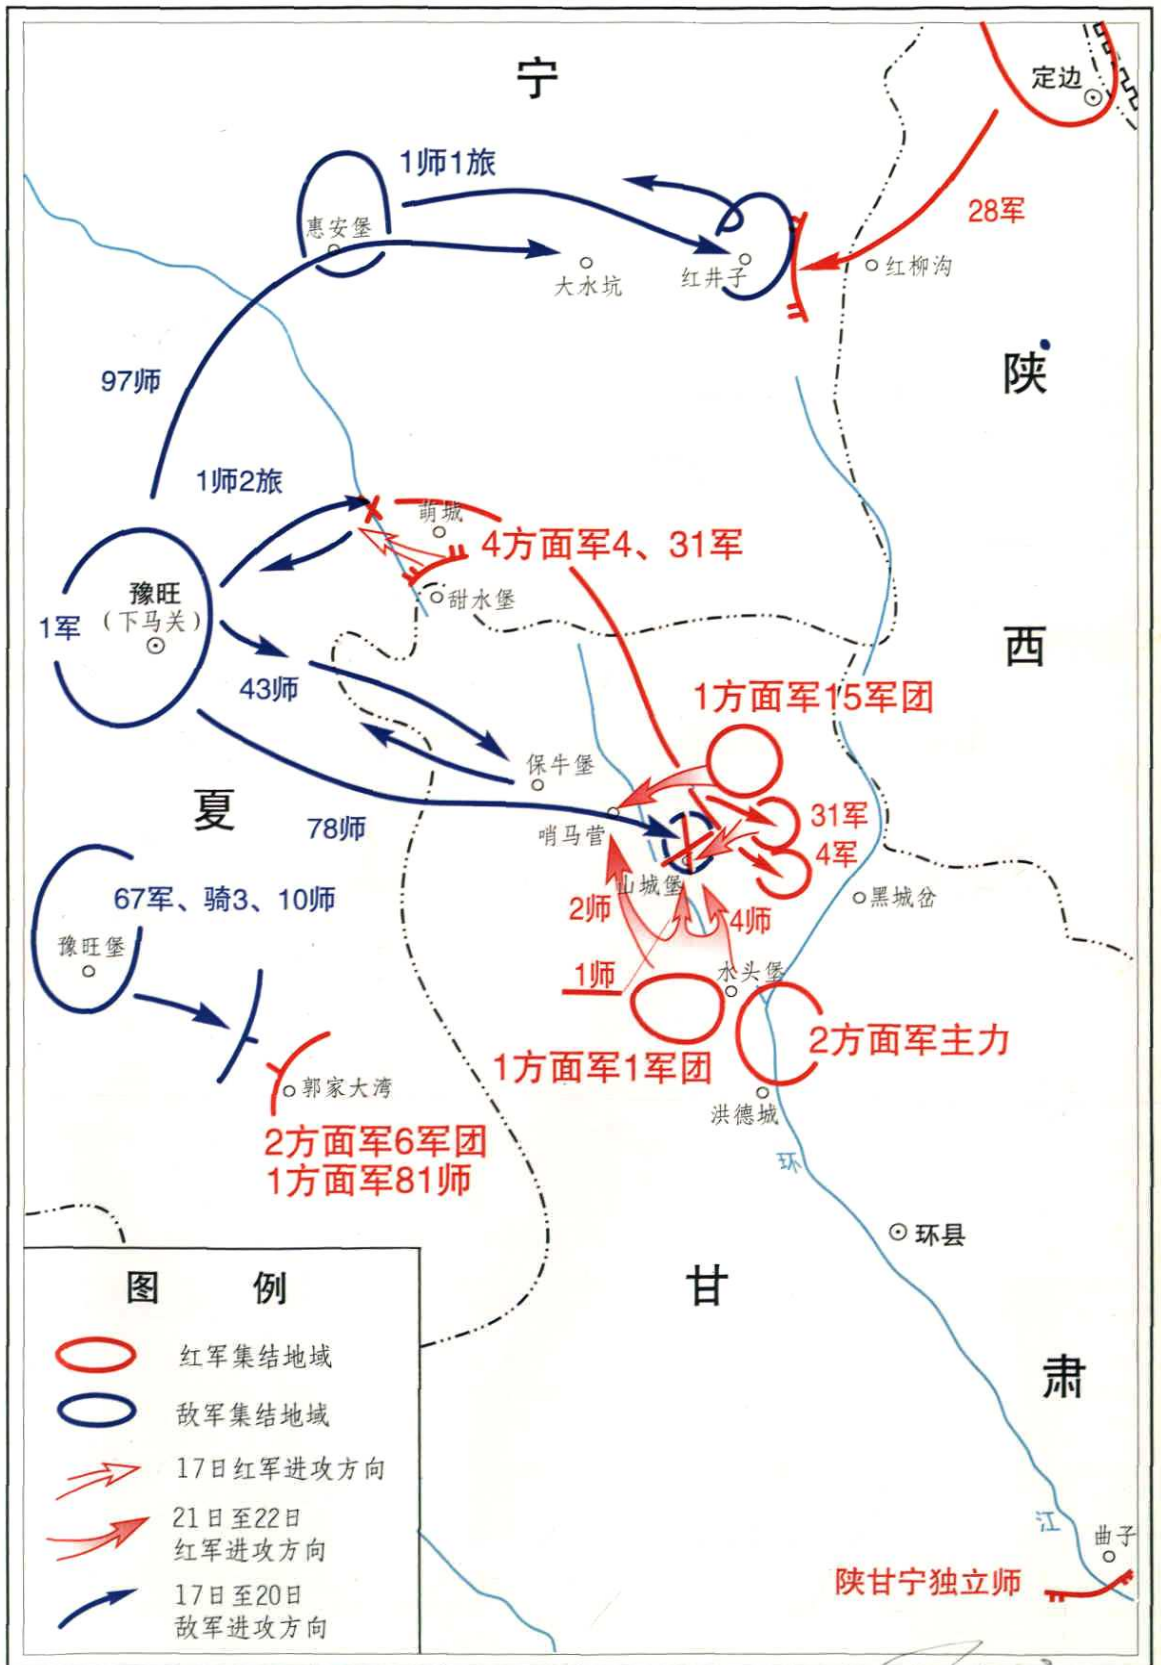 宁
定边
1师1旅
28军
惠安堡
大水坑
红井子
红柳沟
陕
97师
1师2旅
萌城
4方面军4、31军
甜水堡
豫旺
(下马关)
1军
西
43师
1方面军15军团
保牛堡
夏
78师
哨马营
31军
4军
山城堡
67军、骑3、10师
2师
4师
黑城岔
豫旺堡
1师
水头堡
1方面军1军团
2方面军主力
郭家大湾
洪德城
2方面军6军团
1方面军81师
环
环县
甘
肃
江
曲子
陕甘宁独立师
图例
红军集结地域
敌军集结地域
17日红军进攻方向
21日至22日
红军进攻方向
17日至20日
敌军进攻方向